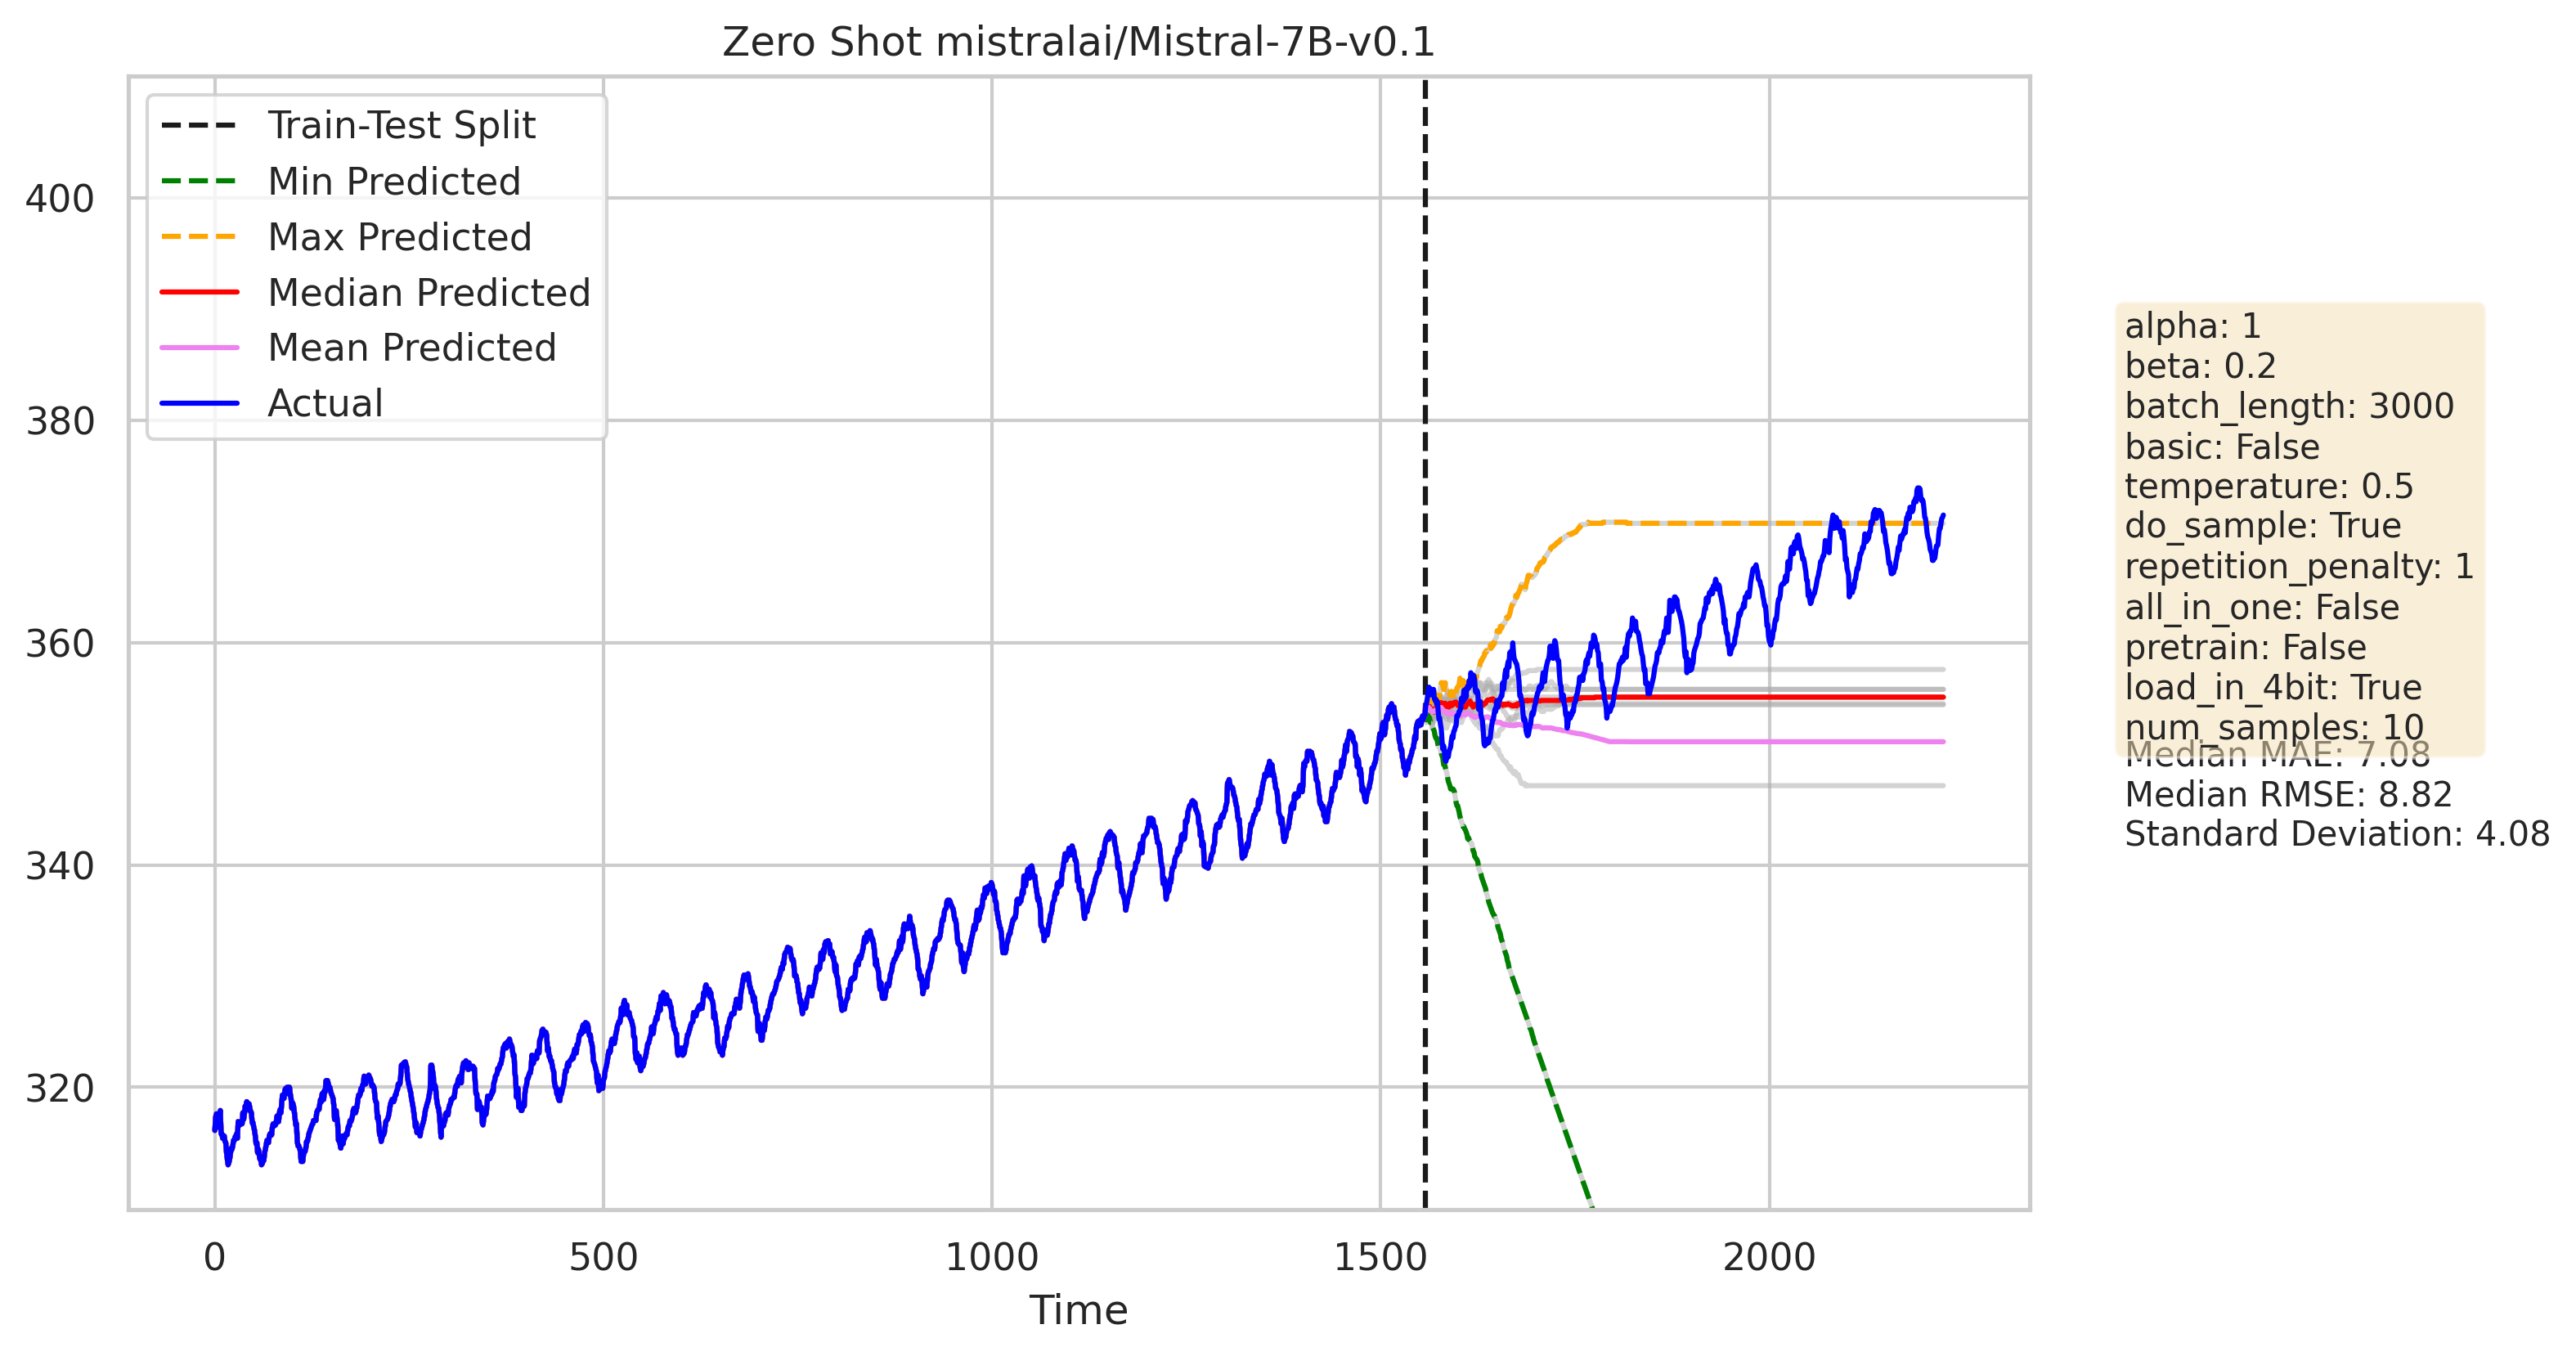 Zero Shot mistralai/Mistral-7B-v0.1
Train-Test Split
Min Predicted
Max Predicted
Median Predicted
Mean Predicted
Actual
400
380
360
340
320
0
500
1000
1500
2000
Time
alpha: 1
beta: 0.2
batch_length: 3000
basic: False
temperature: 0.5
do_sample: True
repetition_penalty: 1
all_in_one: False
pretrain: False
load_in_4bit: True
num_samples: 10
Median MAE: 7.08
Median RMSE: 8.82
Standard Deviation: 4.08